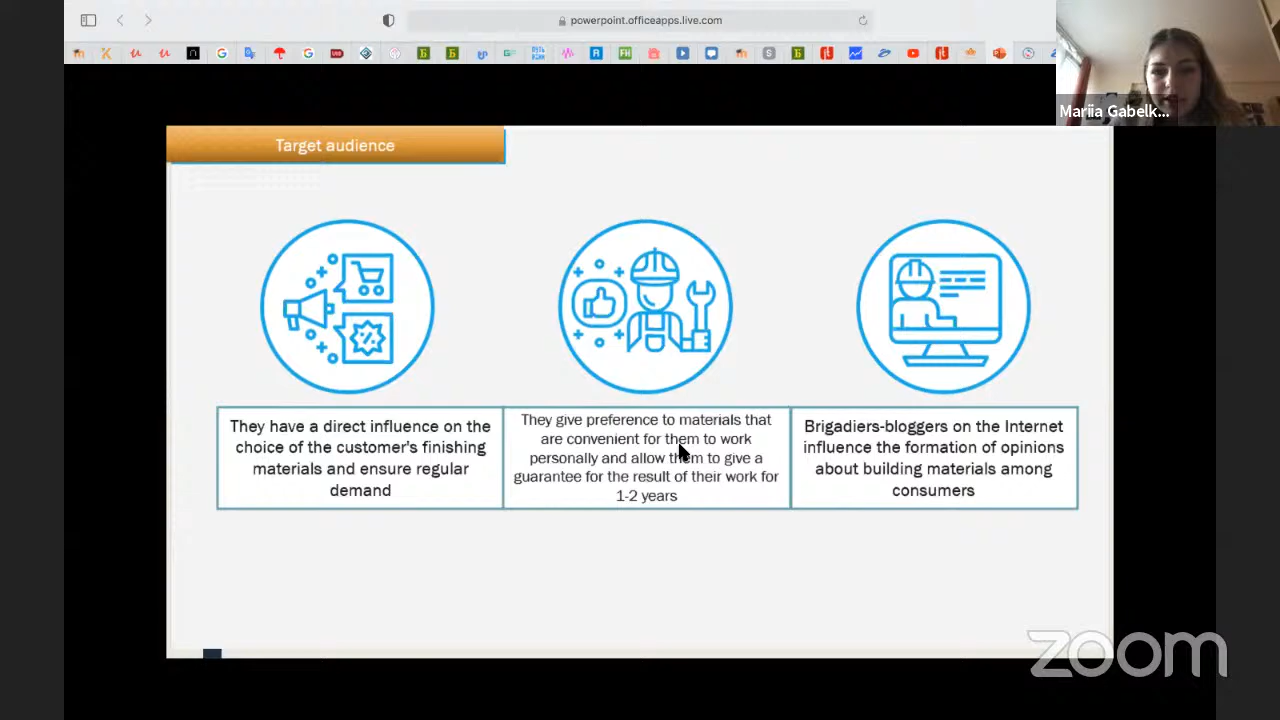 powerpoint.officeapps.live.com
Mariia Gabelk...
Target audience
They have a direct influence on the
choice of the customer's finishing
materials and ensure regular
demand
They give preference to materials that
are convenient for them to work
personally and allow them to give a
guarantee for the result of their work for
1-2 years
Brigadiers-bloggers on the Internet
influence the formation of opinions
about building materials among
consumers
zoom